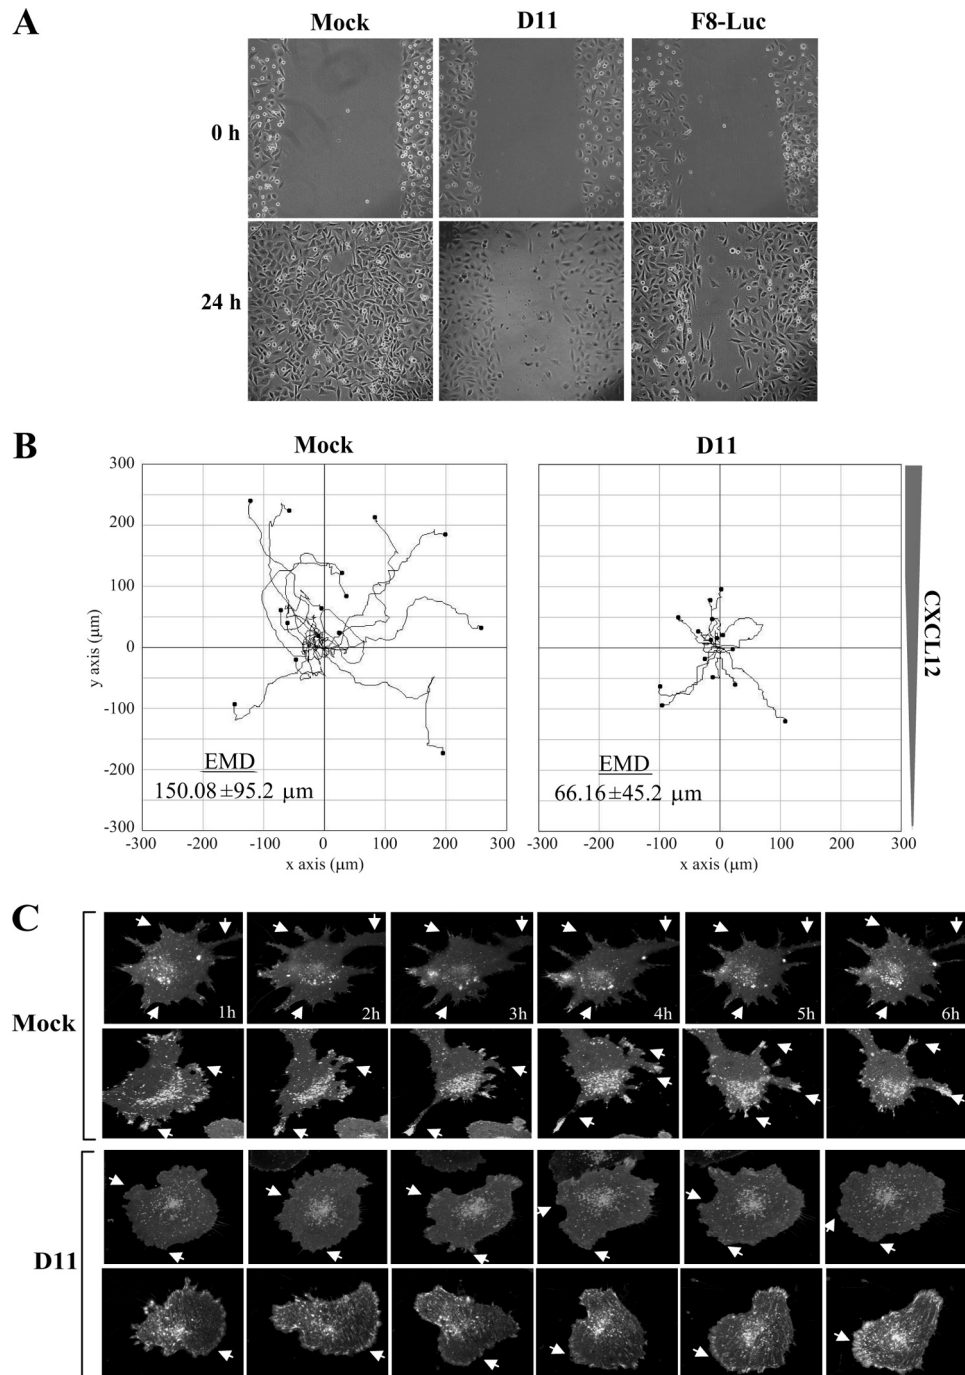 A
Mock D11 F8-Luc
0 h
24 h
B
Mock D11
300
200
100
0
-100
-200
-300
y axis (μm)
-300 -200 -100 0 100 200 300
x axis (μm)
EMD
150.08 ±95.2 μm
-300 -200 -100 0 100 200 300
x axis (μm)
EMD
66.16±45.2 μm
CXCL12
C
Mock
1h 2h 3h 4h 5h 6h
D11